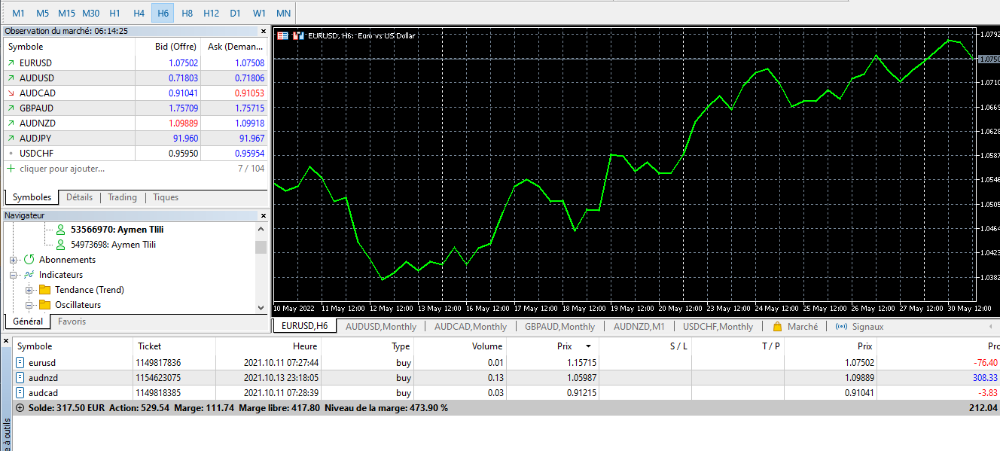 M1 M5 M15 M30 H1 H4 H6 H8 H12 D1 W1 MN
Observation du marché: 06:14:25
Symbole Bid (Offre) Ask (Deman...
EURUSD 1.07502 1.07508
AUDUSD 0.71803 0.71806
AUDCAD 0.91041 0.91053
GBPAUD 1.75709 1.75715
AUDNZD 1.09889 1.09918
AUDJPY 91.960 91.967
USDCHF 0.95950 0.95954
cliquer pour ajouter... 7 / 104
Symboles Détails Trading Tiques
Navigateur
53566970: Aymen Tlili
54973698: Aymen Tlili
Abonnements
Indicateurs
Tendance (Trend)
Oscillateurs
Général Favoris
EURUSD, H6: Euro vs US Dollar
1.0792
1.0750
1.0710
1.0669
1.0628
1.0587
1.0546
1.0505
1.0464
1.0423
1.0382
10 May 2022 11 May 12:00 12 May 12:00 13 May 12:00 16 May 12:00 17 May 12:00 18 May 12:00 19 May 12:00 20 May 12:00 23 May 12:00 24 May 12:00 25 May 12:00 26 May 12:00 27 May 12:00 30 May 12:00
EURUSD,H6 AUDUSD,Monthly AUDCAD,Monthly GBPAUD,Monthly AUDNZD,M1 USDCHF,Monthly Marché Signaux
Symbole Ticket Heure Type Volume Prix S / L T / P Prix Pro
eurusd 1149817836 2021.10.11 07:27:44 buy 0.01 1.15715 1.07502 -76.40
audnzd 1154623075 2021.10.13 23:18:05 buy 0.13 1.05987 1.09889 308.33
audcad 1149818385 2021.10.11 07:28:39 buy 0.03 0.91215 0.91041 -3.83
Solde: 317.50 EUR Action: 529.54 Marge: 111.74 Marge libre: 417.80 Niveau de la marge: 473.90 % 212.04
e à outils